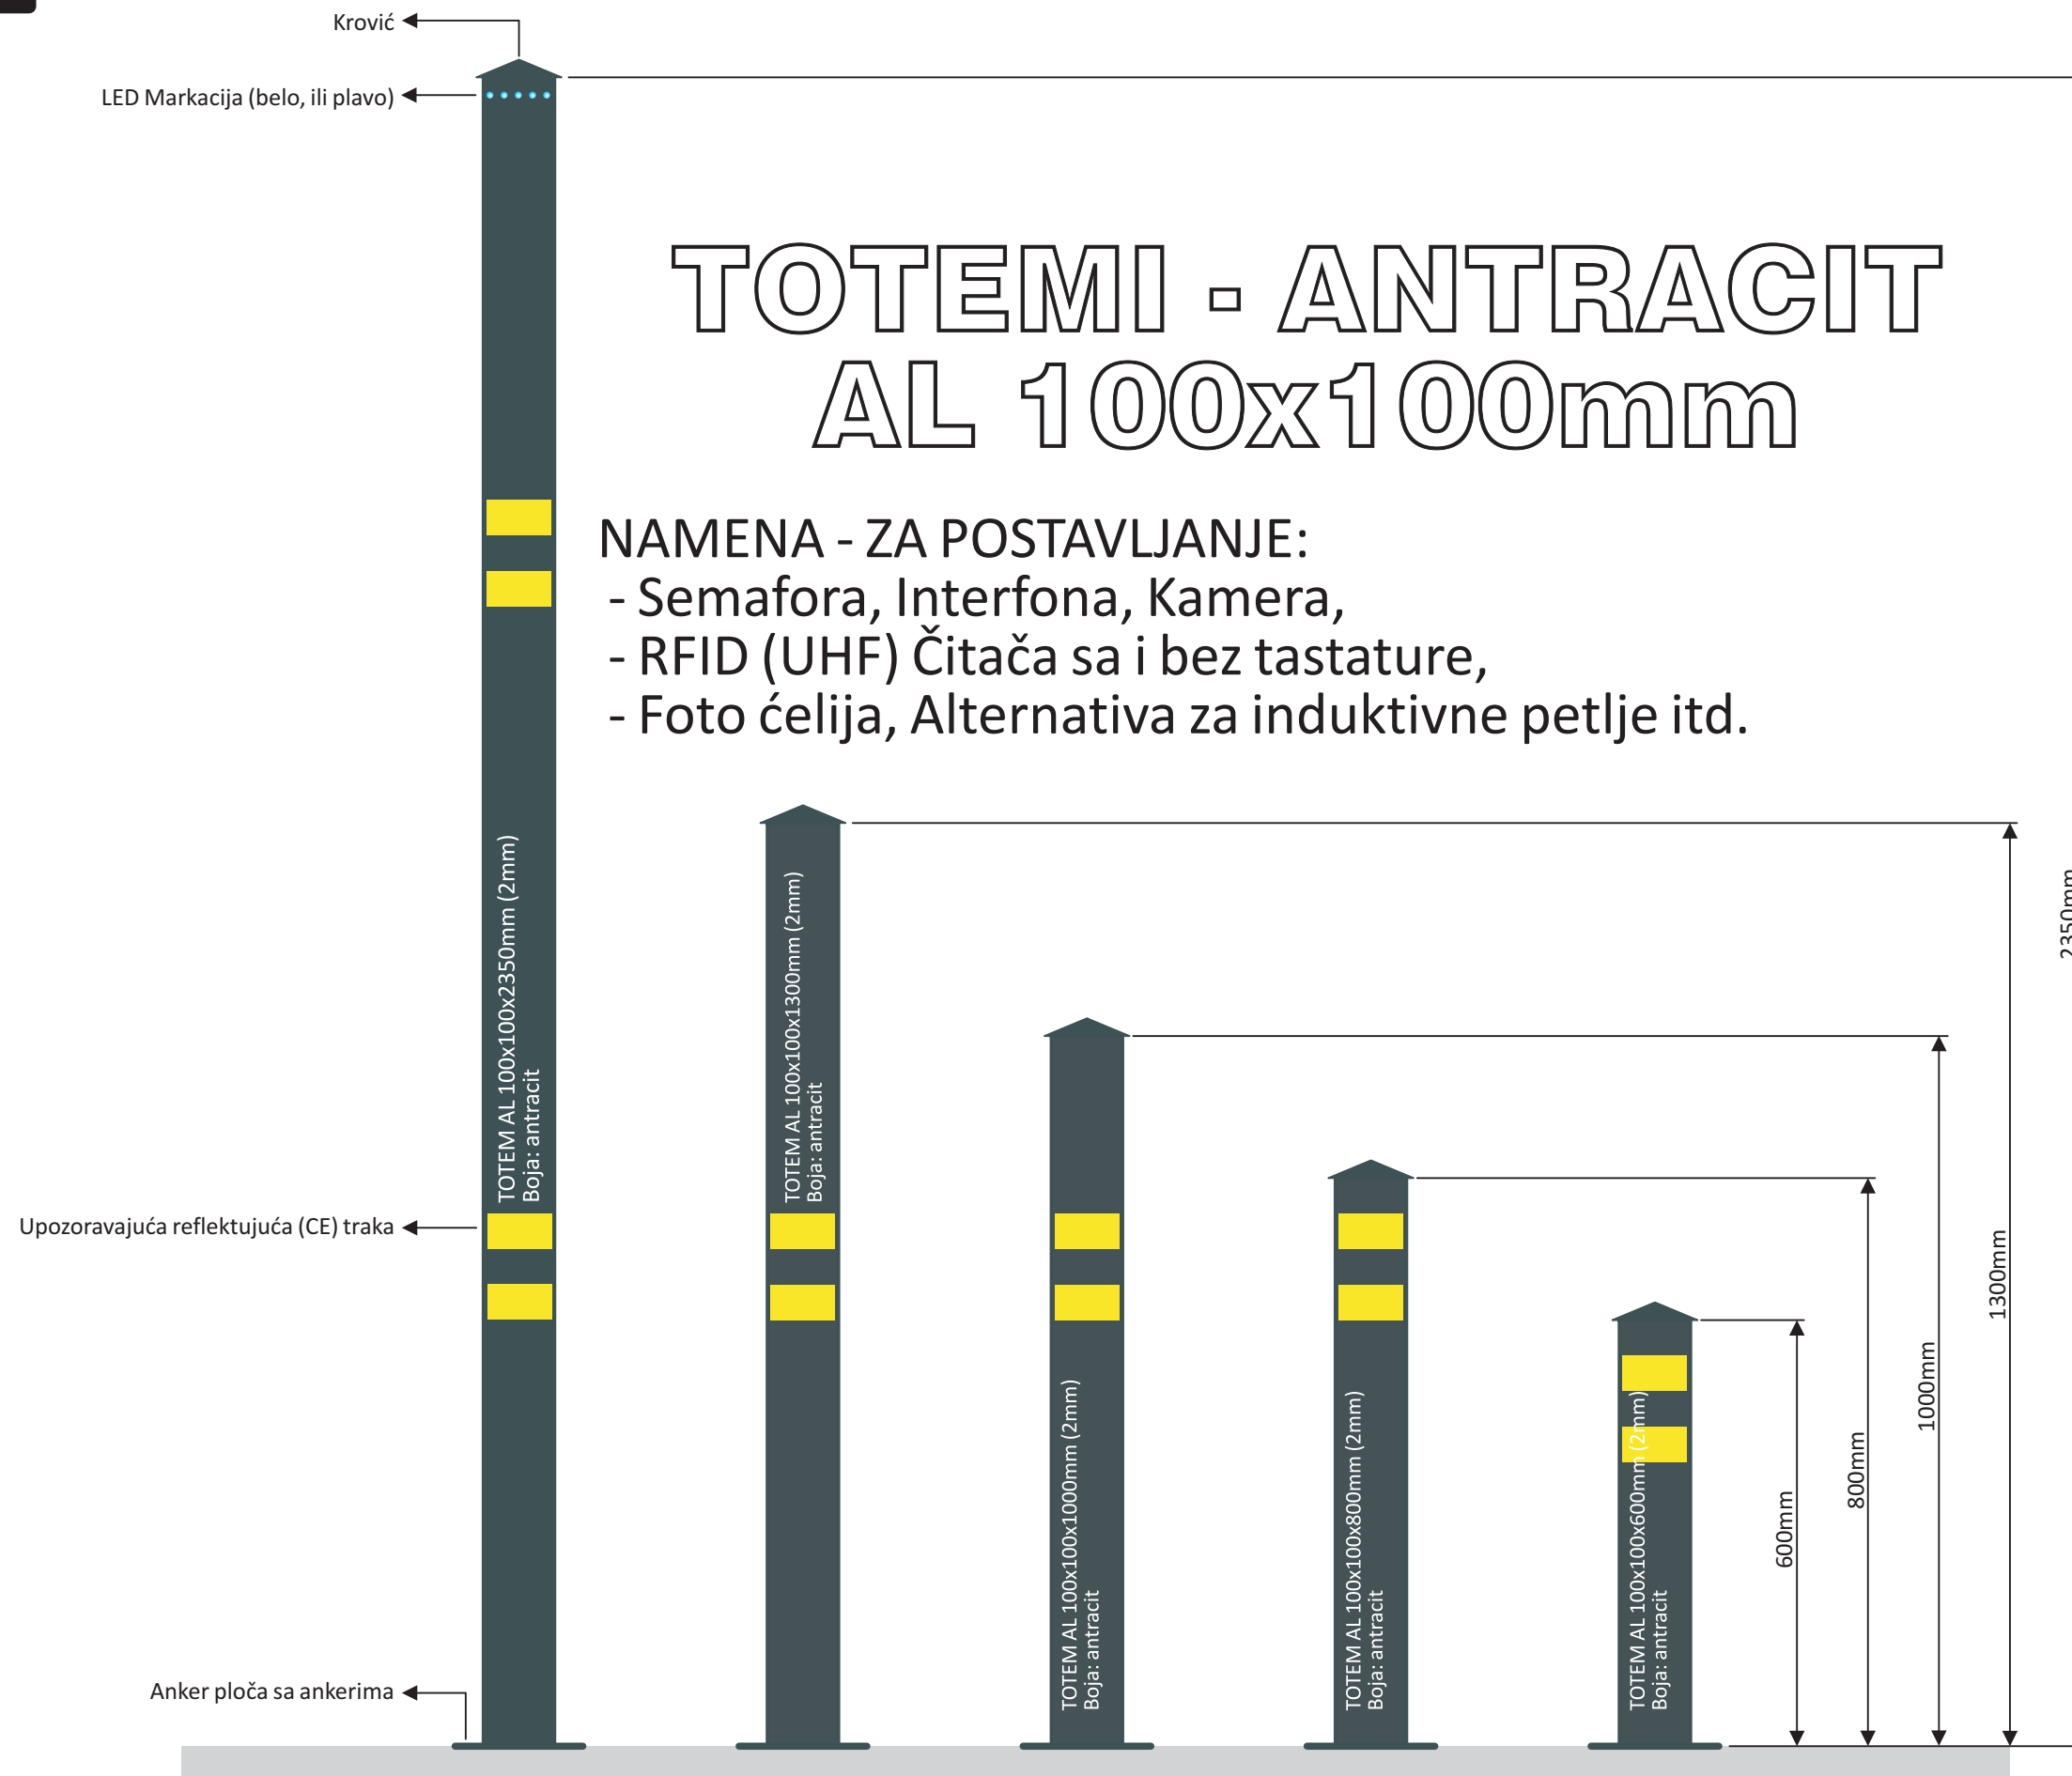 Krović
LED Markacija (belo, ili plavo)
TOTEMI - ANTRACIT
AL 100x100mm
NAMENA - ZA POSTAVLJANJE:
- Semafora, Interfona, Kamera,
- RFID (UHF) Čitača sa i bez tastature,
- Foto ćelija, Alternativa za induktivne petlje itd.
TOTEM AL 100x100x2350mm (2mm)
Boja: antracit
TOTEM AL 100x100x1300mm (2mm)
Boja: antracit
TOTEM AL 100x100x1000mm (2mm)
Boja: antracit
TOTEM AL 100x100x800mm (2mm)
Boja: antracit
TOTEM AL 100x100x600mm (2mm)
Boja: antracit
600mm
800mm
1000mm
1300mm
2350mm
Upozoravajuća reflektujuća (CE) traka
Anker ploča sa ankerima